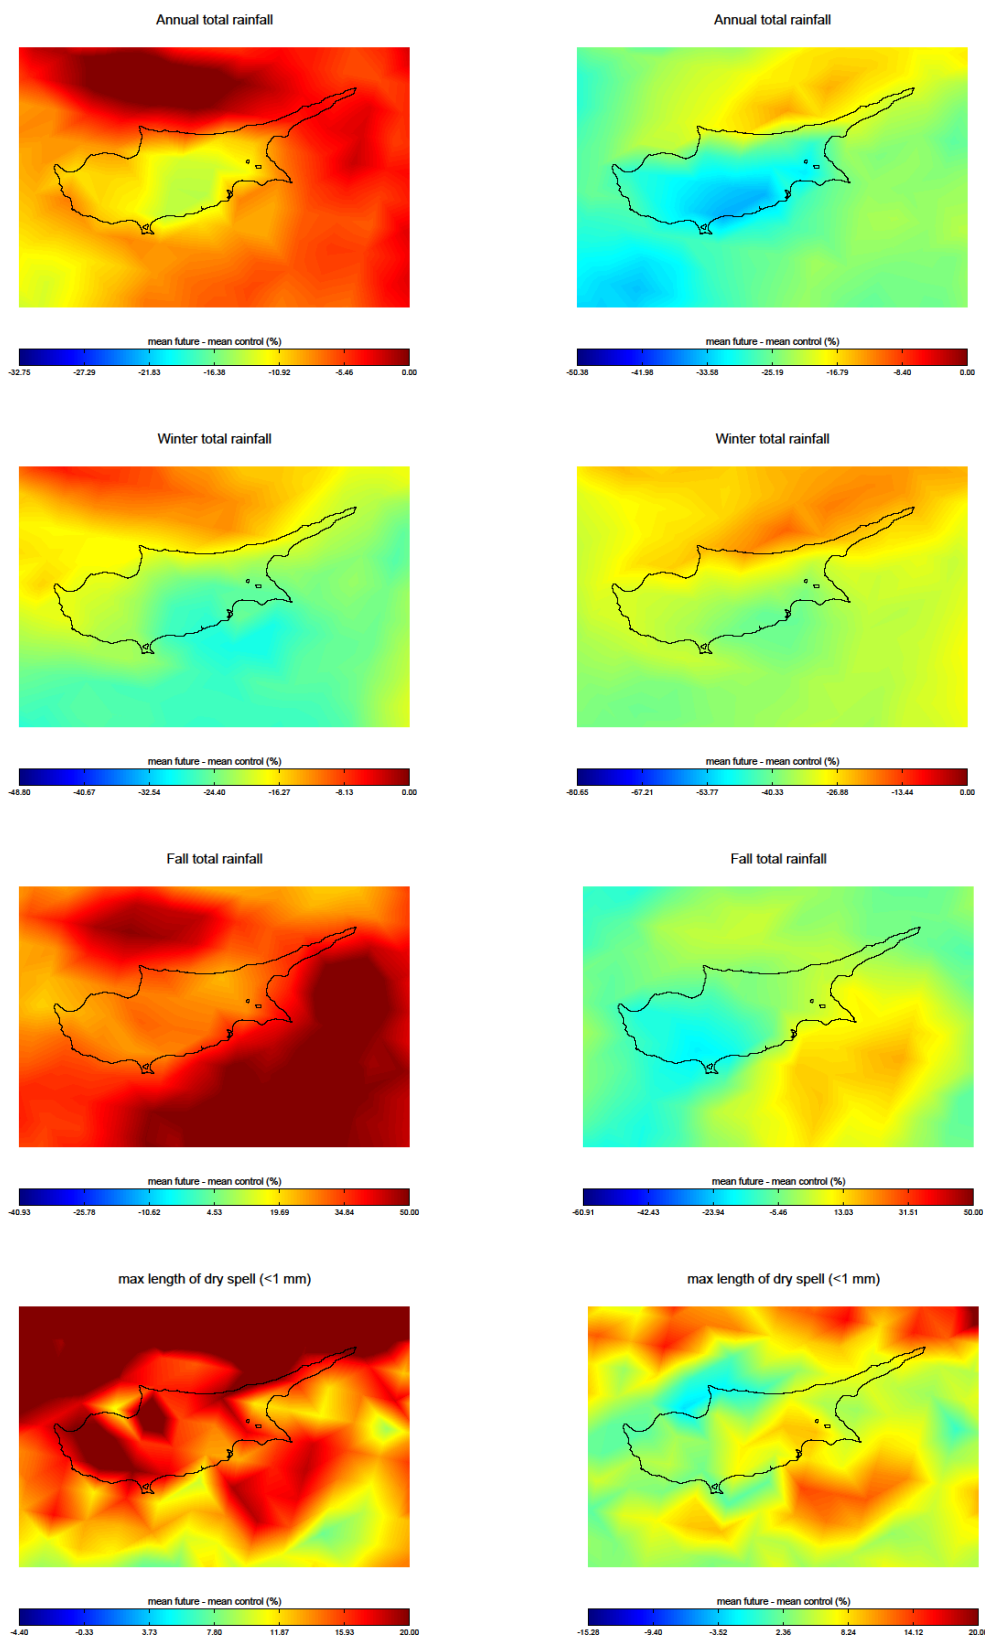 Annual total rainfall
Annual total rainfall
mean future - mean control (%)
-32.75 -27.29 -21.83 -16.38 -10.92 -5.46 0.00
mean future - mean control (%)
-50.38 -41.98 -33.58 -25.19 -16.79 -8.40 0.00
Winter total rainfall
Winter total rainfall
mean future - mean control (%)
-48.80 -40.67 -32.54 -24.40 -16.27 -8.13 0.00
mean future - mean control (%)
-80.65 -67.21 -53.77 -40.33 -26.88 -13.44 0.00
Fall total rainfall
Fall total rainfall
mean future - mean control (%)
-40.93 -25.78 -10.62 4.53 19.69 34.84 50.00
mean future - mean control (%)
-60.91 -42.43 -23.94 -5.46 13.03 31.51 50.00
max length of dry spell (<1 mm)
max length of dry spell (<1 mm)
mean future - mean control (%)
-4.40 -0.33 3.73 7.80 11.87 15.93 20.00
mean future - mean control (%)
-15.28 -9.40 -3.52 2.36 8.24 14.12 20.00